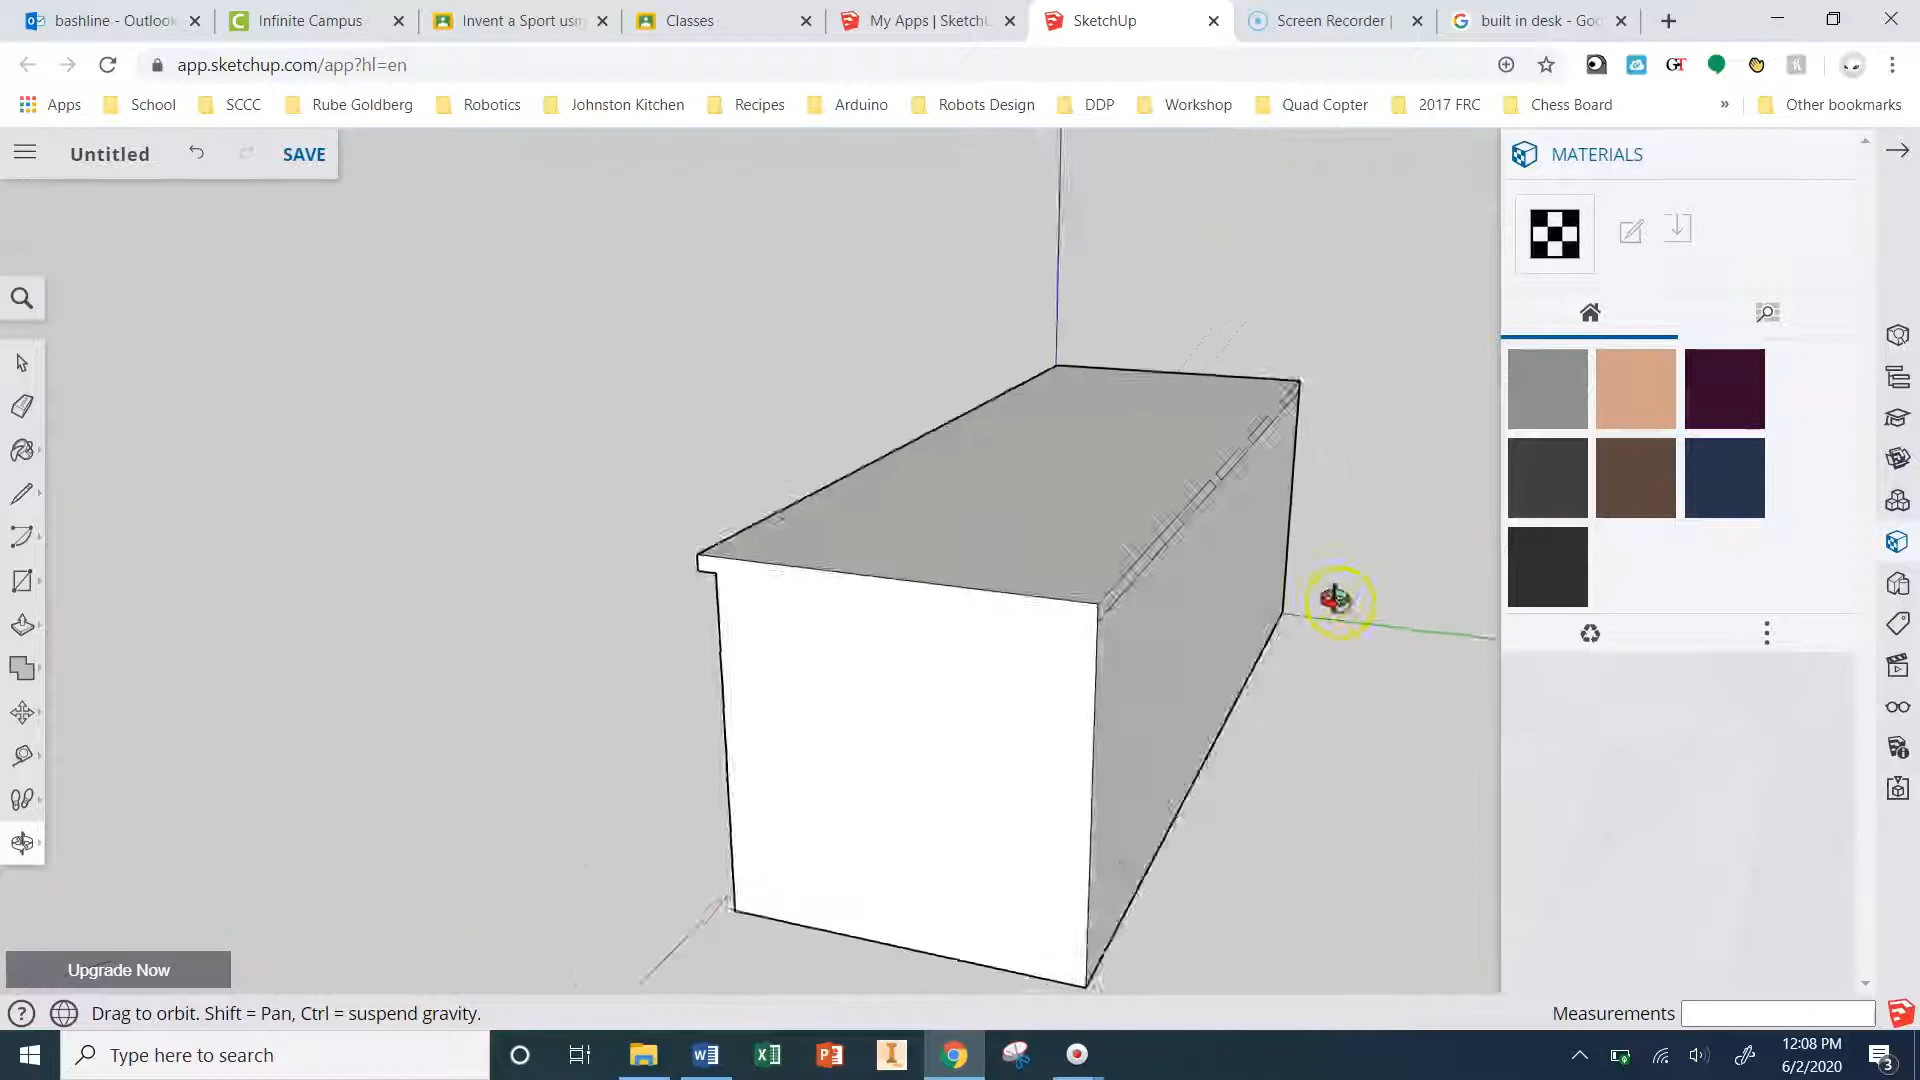 bashline - Outlook
Infinite Campus
Invent a Sport usin
Classes
My Apps | SketchU
SketchUp
Screen Recorder |
built in desk - Goo
app.sketchup.com/app?hl=en
Apps
School
SCCC
Rube Goldberg
Robotics
Johnston Kitchen
Recipes
Arduino
Robots Design
DDP
Workshop
Quad Copter
2017 FRC
Chess Board
»
Other bookmarks
Untitled
SAVE
MATERIALS
Upgrade Now
Drag to orbit. Shift = Pan, Ctrl = suspend gravity.
Measurements
Type here to search
12:08 PM
6/2/2020
3